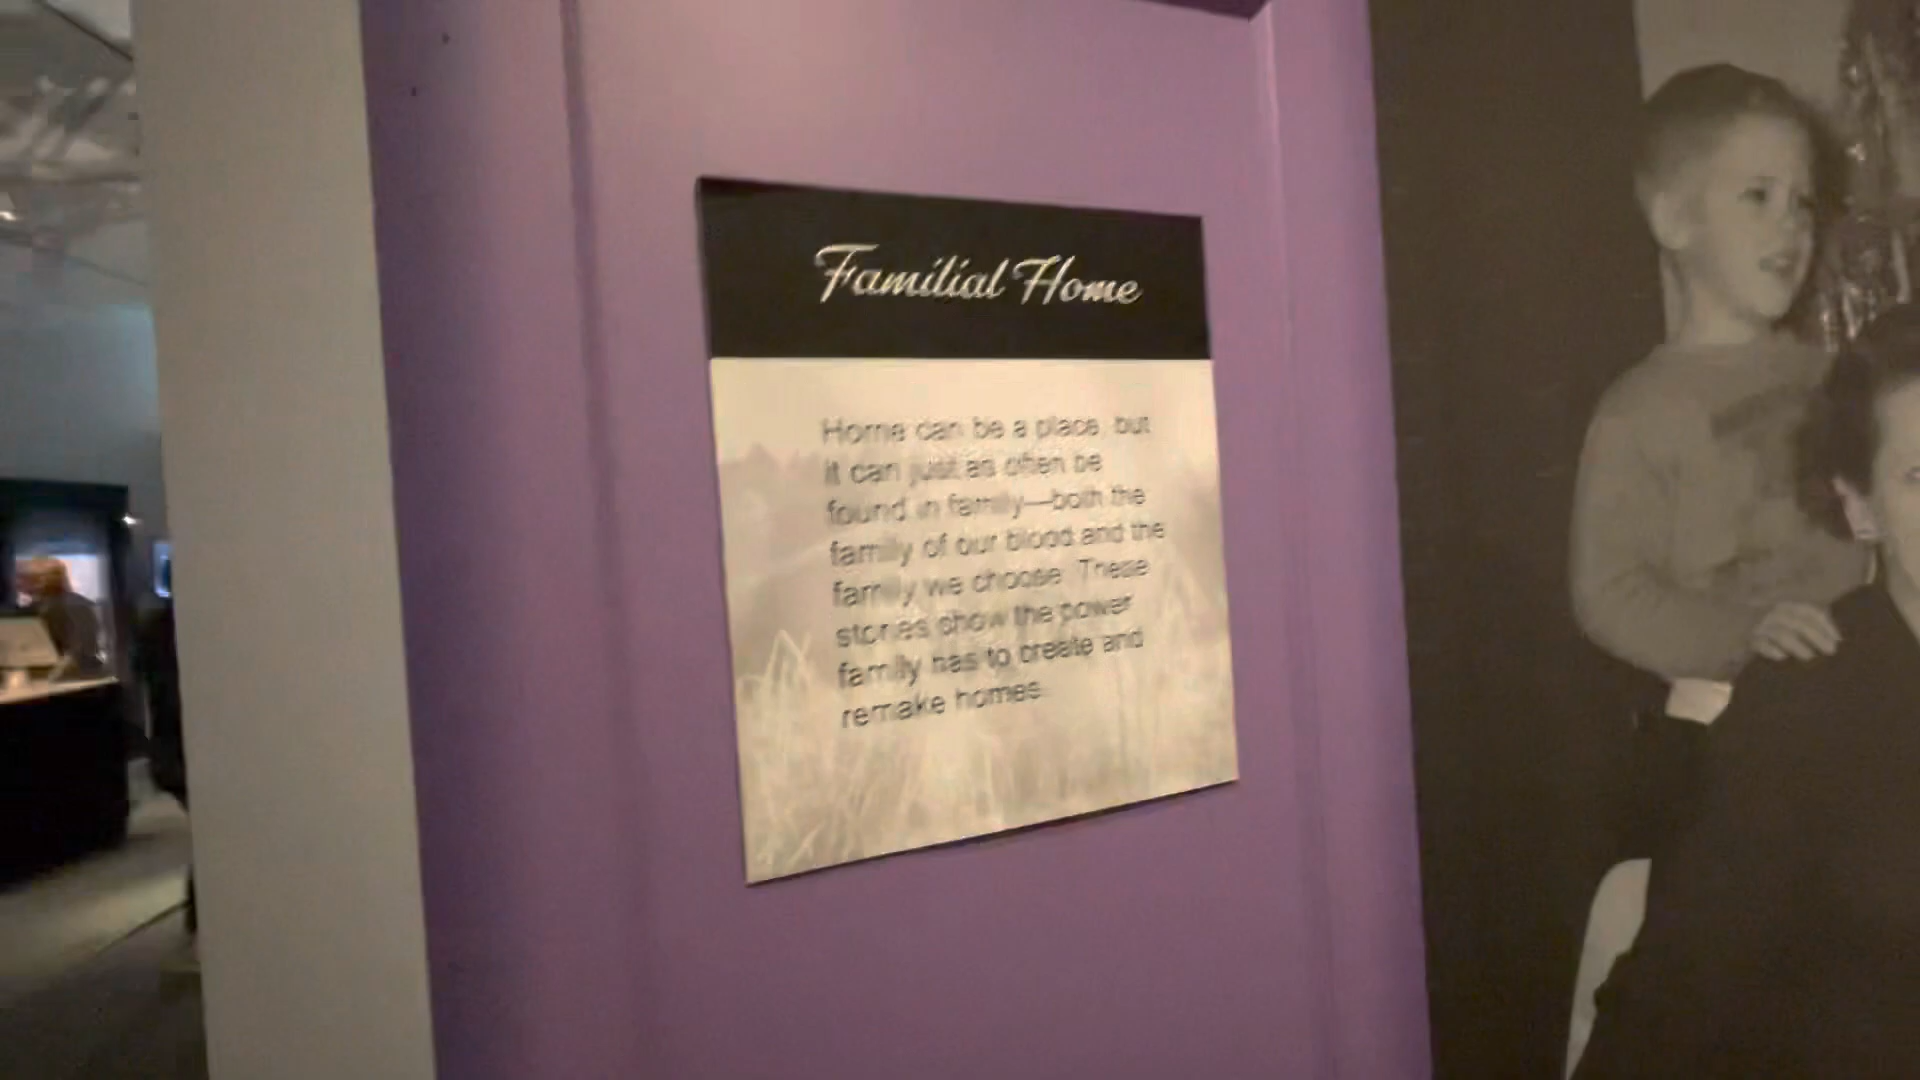 Familial Home
Home can be a place, but
it can just as often be
found in family—both the
family of our blood and the
family we choose. These
stories show the power
family has to create and
remake homes.